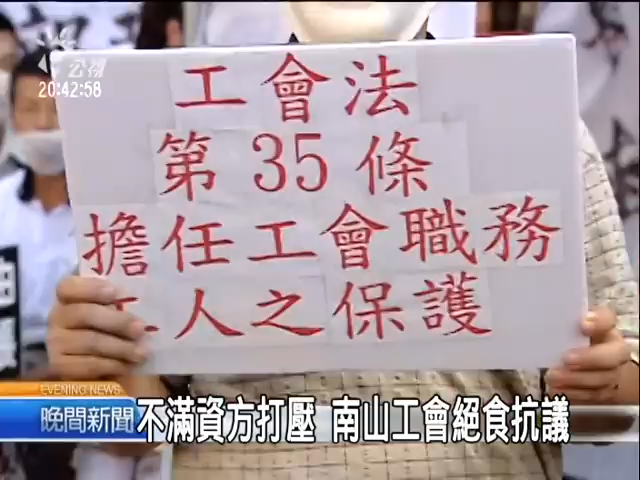 公視
20:42:58
工會法
第35條
擔任工會職務
工人之保護
EVENING NEWS
晚間新聞
不滿資方打壓 南山工會絕食抗議